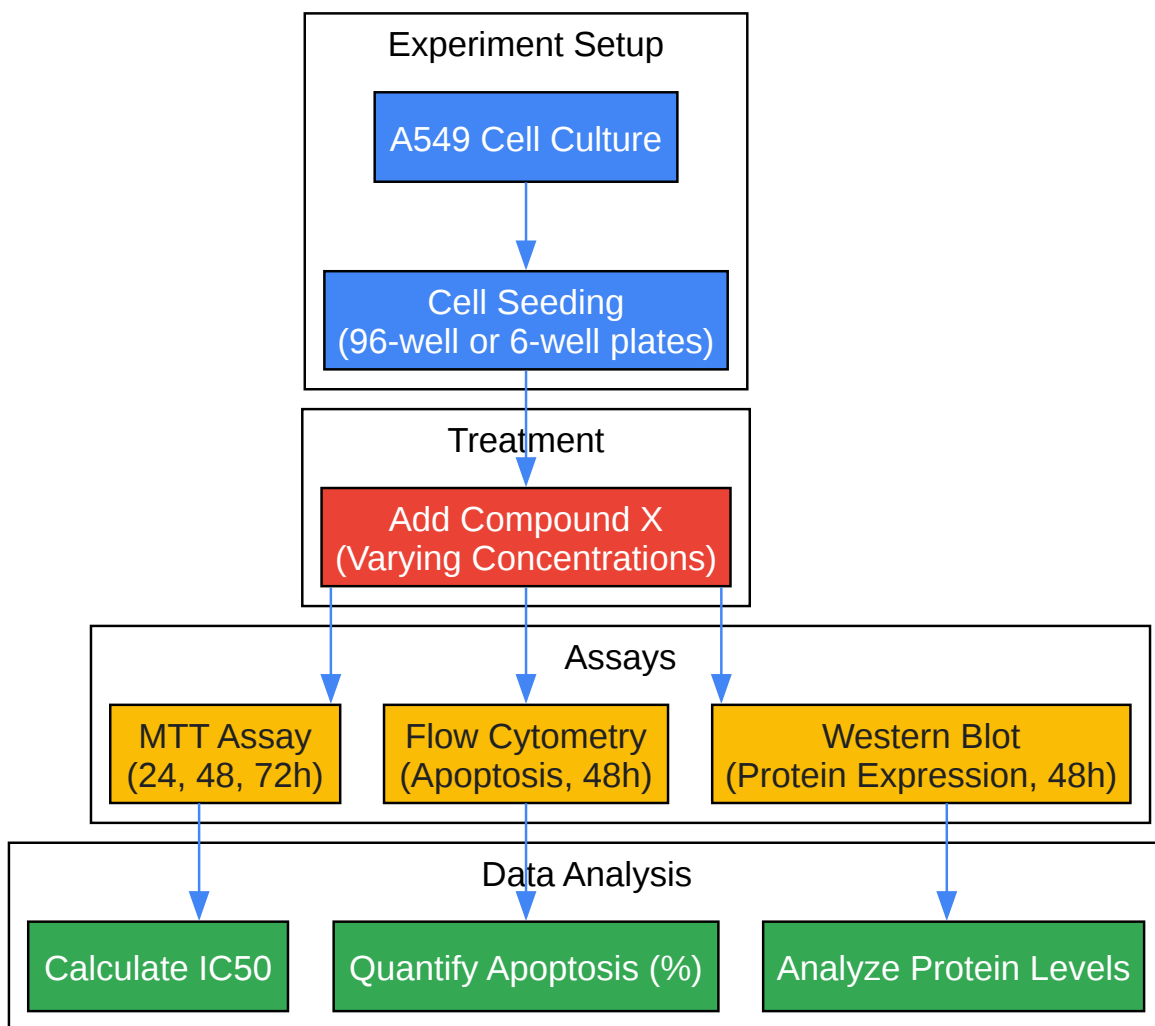 Experiment Setup
A549 Cell Culture
Cell Seeding
(96-well or 6-well plates)
Treatment
Add Compound X
(Varying Concentrations)
Assays
MTT Assay
(24, 48, 72h)
Flow Cytometry
(Apoptosis, 48h)
Western Blot
(Protein Expression, 48h)
Data Analysis
Calculate IC50
Quantify Apoptosis (%)
Analyze Protein Levels